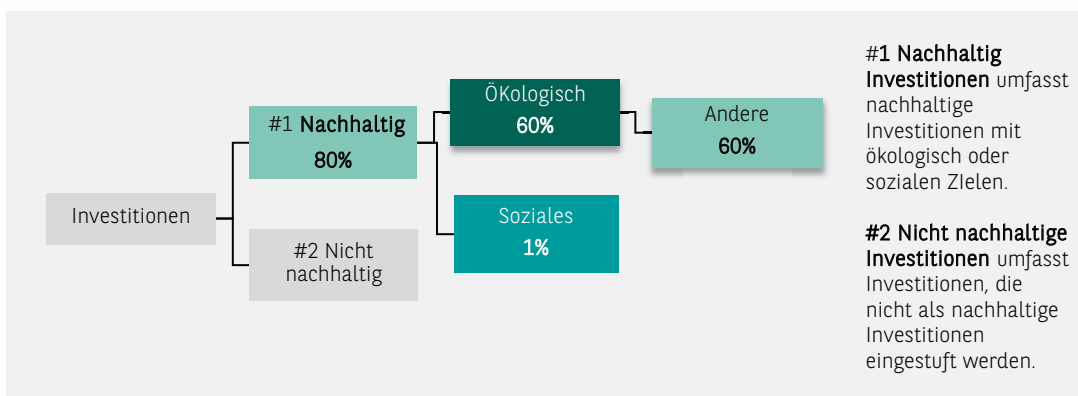 Investitionen
#1 Nachhaltig
80%
#2 Nicht
nachhaltig
ÖKologisch
60%
Soziales
1%
Andere
60%
#1 Nachhaltig
Investitionen umfasst
nachhaltige
Investitionen mit
ökologisch oder
sozialen ZIelen.
#2 Nicht nachhaltige
Investitionen umfasst
Investitionen, die
nicht als nachhaltige
Investitionen
eingestuft werden.